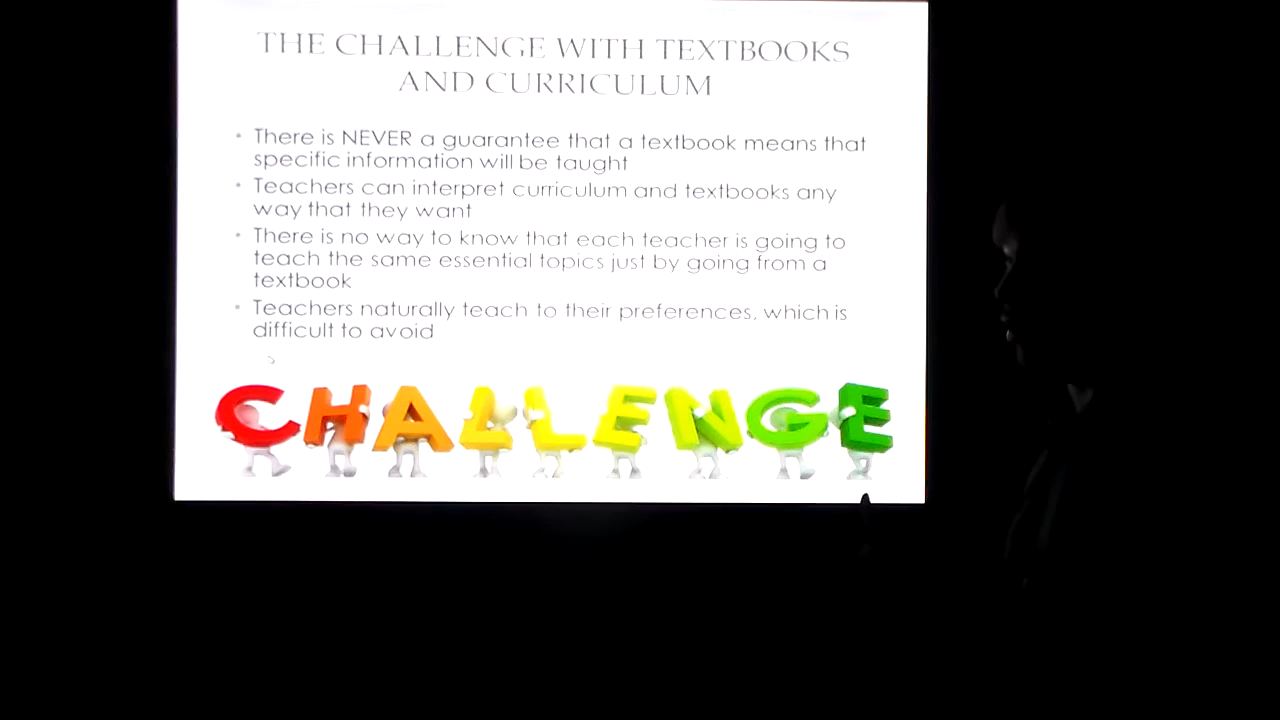 THE CHALLENGE WITH TEXTBOOKS
AND CURRICULUM
• There is NEVER a guarantee that a textbook means that
specific information will be taught
• Teachers can interpret curriculum and textbooks any
way that they want
• There is no way to know that each teacher is going to
teach the same essential topics just by going from a
textbook
• Teachers naturally teach to their preferences, which is
difficult to avoid
CHALLENGE